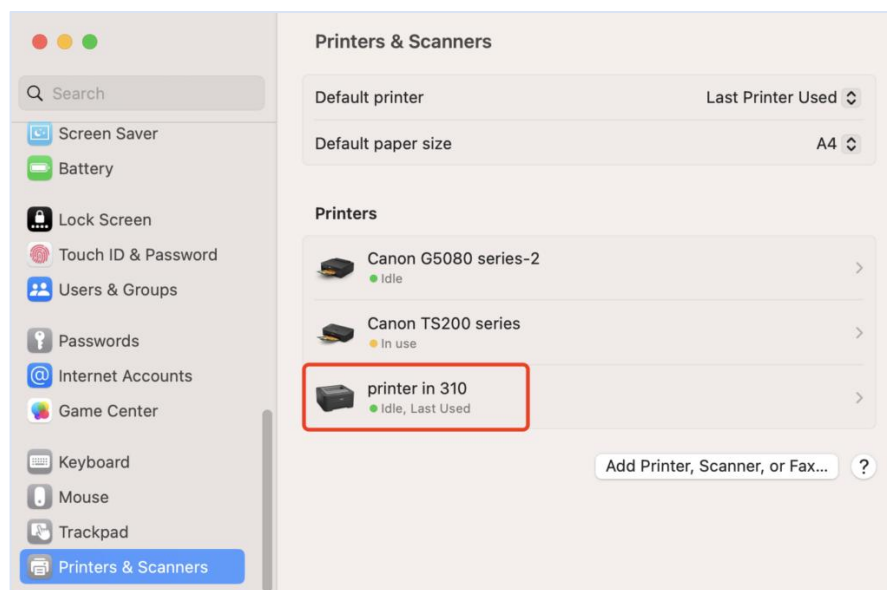 Search
Screen Saver
Battery
Lock Screen
Touch ID & Password
Users & Groups
Passwords
Internet Accounts
Game Center
Keyboard
Mouse
Trackpad
Printers & Scanners
Printers & Scanners
Default printer Last Printer Used
Default paper size A4
Printers
Canon G5080 series-2
Idle
Canon TS200 series
In use
printer in 310
Idle, Last Used
Add Printer, Scanner, or Fax... ?